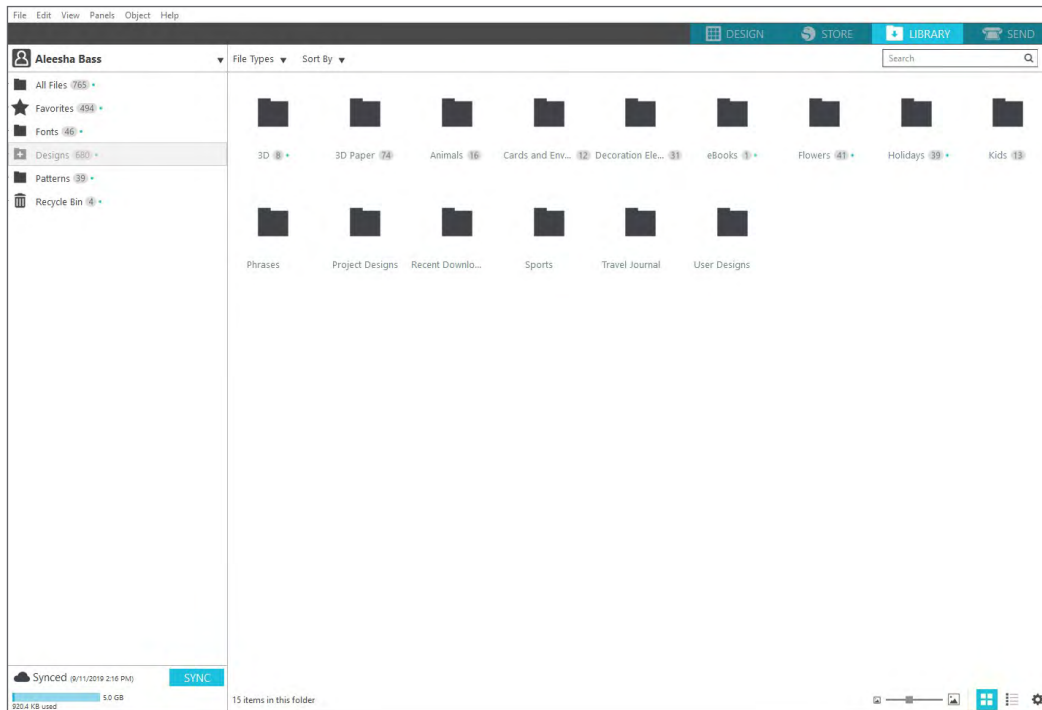 File Edit View Panels Object Help
DESIGN STORE LIBRARY SEND
Aleesha Bass
File Types Sort By Search
All Files 765
Favorites 494
Fonts 46
Designs 680
Patterns 39
Recycle Bin 4
3D 8 3D Paper 74 Animals 16 Cards and Env... 12 Decoration Ele... 31 eBooks 1 Flowers 41 Holidays 39 Kids 13
Phrases Project Designs Recent Downlo... Sports Travel Journal User Designs
Synced (9/11/2019 2:16 PM) SYNC
5.0 GB
920.4 KB used
15 items in this folder